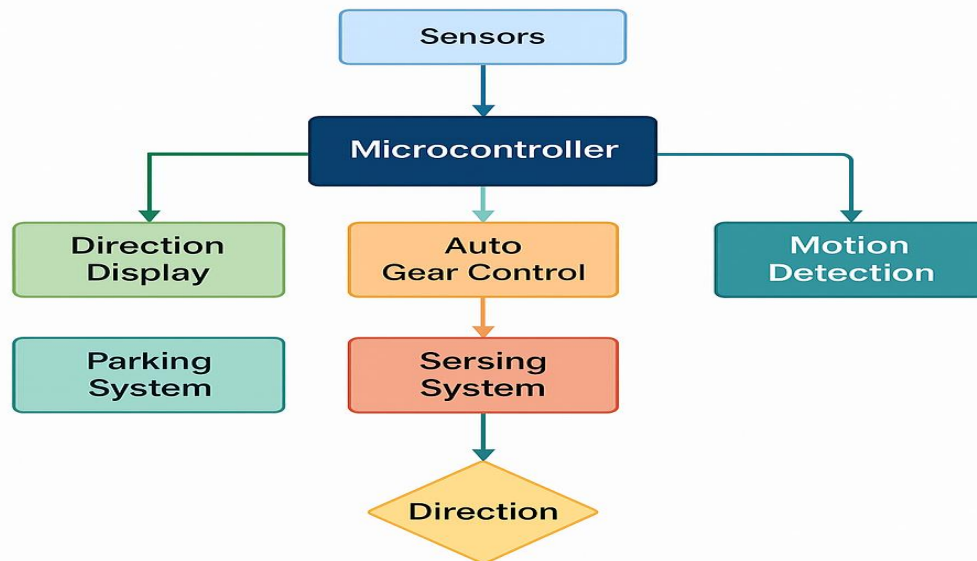 Sensors
Microcontroller
Direction
Display
Auto
Gear Control
Motion
Detection
Parking
System
Sersing
System
Direction